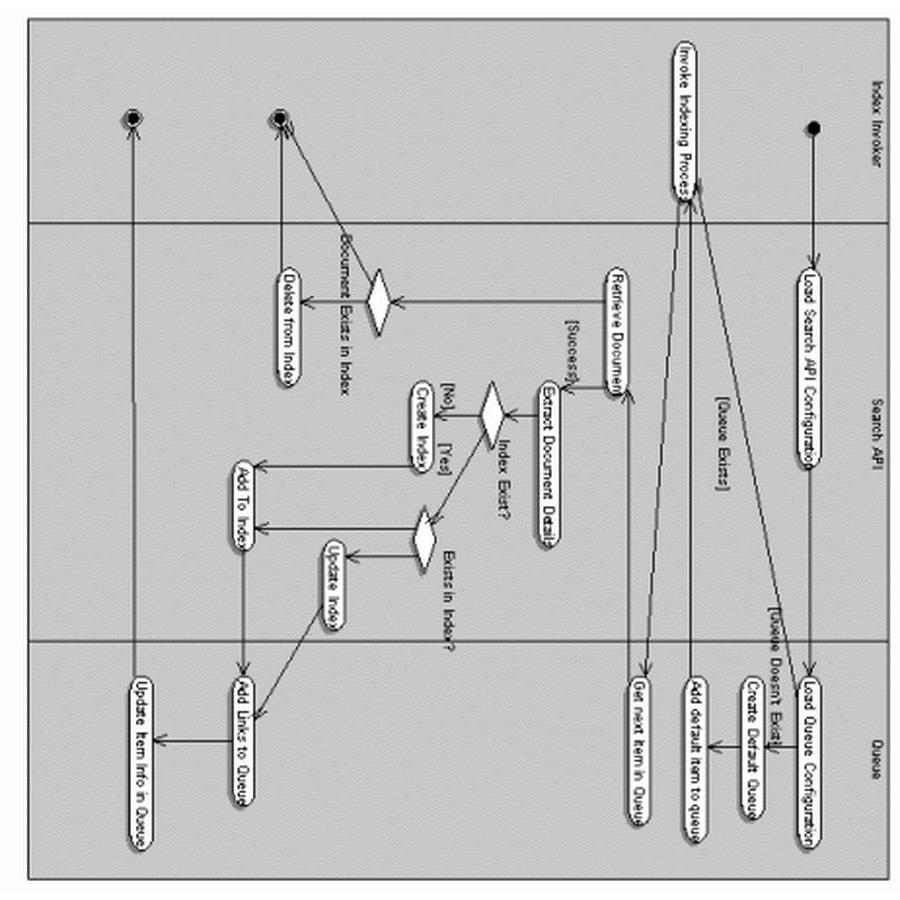 Index Invoker
Search API
Queue
Load Search API Configuration
Load Queue Configuration
[Queue Doesn't Exist]
Create Default Queue
[Queue Exists]
Add default item to queue
Invoke Indexing Process
Get next item in Queue
Retrieve Document
[Success]
Extract Document Details
Index Exist?
[No]
[Yes]
Create Index
Exists in Index?
Document Exists in Index
Update Index
Delete from Index
Add To Index
Add Links to Queue
Update Item Info in Queue